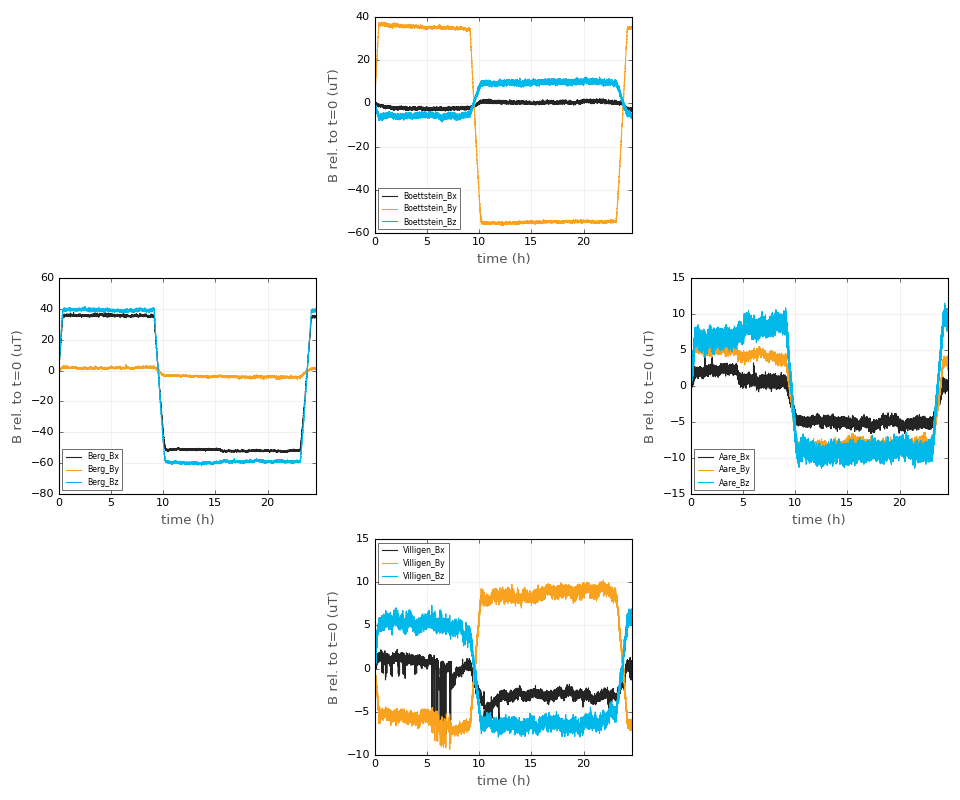 40
20
0
−20
−40
−60
B rel. to t=0 (uT)
Boettstein_Bx
Boettstein_By
Boettstein_Bz
0 5 10 15 20
time (h)
60
40
20
0
−20
−40
−60
−80
B rel. to t=0 (uT)
Berg_Bx
Berg_By
Berg_Bz
0 5 10 15 20
time (h)
15
10
5
0
−5
−10
−15
B rel. to t=0 (uT)
Aare_Bx
Aare_By
Aare_Bz
0 5 10 15 20
time (h)
15
10
5
0
−5
−10
B rel. to t=0 (uT)
Villigen_Bx
Villigen_By
Villigen_Bz
0 5 10 15 20
time (h)